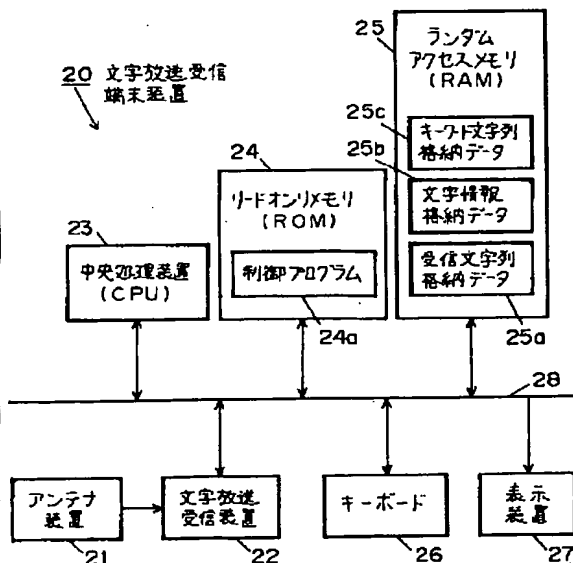 20 文字放送受信
端末装置
25
ランダム
アクセスメモリ
(RAM)
25c
キーワード文字列
格納データ
25b
文字情報
格納データ
受信文字列
格納データ
25a
24
リードオンリメモリ
(ROM)
制御プログラム
24a
23
中央処理装置
(CPU)
28
アンテナ
装置
21
文字放送
受信装置
22
キーボード
26
表示
装置
27